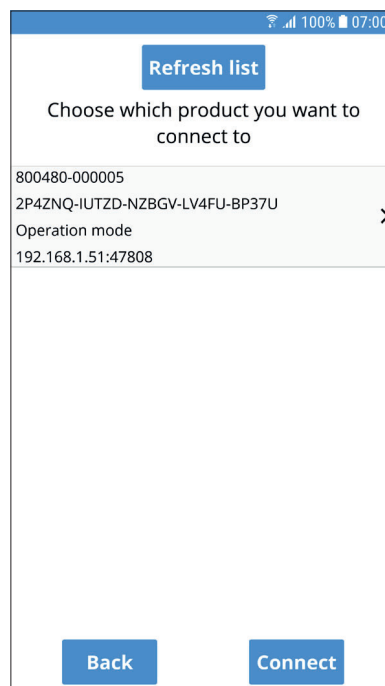 100% 07:00
Refresh list
Choose which product you want to
connect to
800480-000005
2P4ZNQ-IUTZD-NZBGV-LV4FU-BP37U
Operation mode
192.168.1.51:47808
Back
Connect